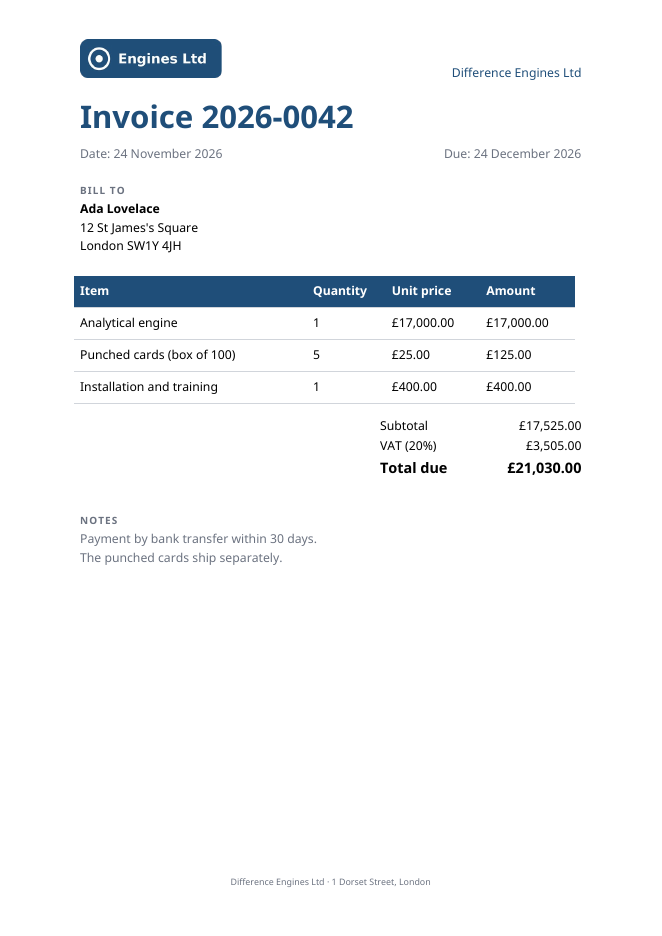 Engines Ltd
Difference Engines Ltd
Invoice 2026-0042
Date: 24 November 2026 Due: 24 December 2026
BILL TO
Ada Lovelace
12 St James's Square
London SW1Y 4JH
Item Quantity Unit price Amount
Analytical engine 1 £17,000.00 £17,000.00
Punched cards (box of 100) 5 £25.00 £125.00
Installation and training 1 £400.00 £400.00
Subtotal £17,525.00
VAT (20%) £3,505.00
Total due £21,030.00
NOTES
Payment by bank transfer within 30 days.
The punched cards ship separately.
Difference Engines Ltd · 1 Dorset Street, London